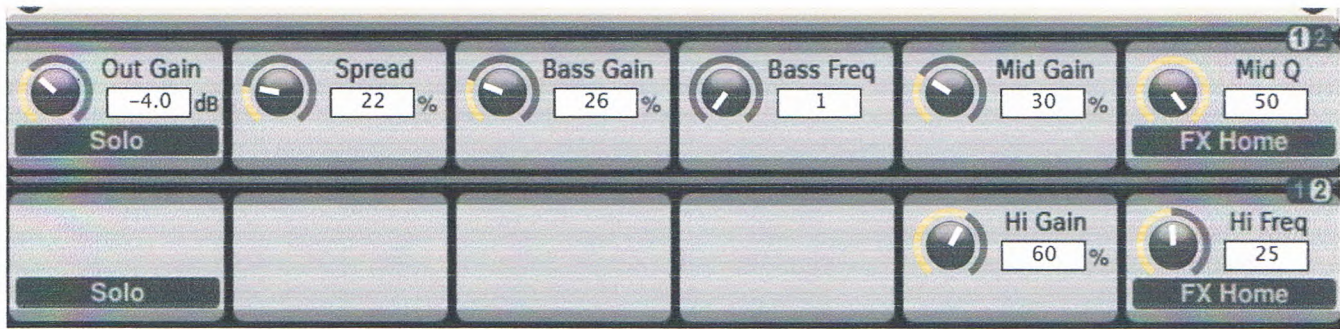 1 2
Out Gain
-4.0 dB
Solo
Spread
22 %
Bass Gain
26 %
Bass Freq
1
Mid Gain
30 %
Mid Q
50
FX Home
1 2
Solo
Hi Gain
60 %
Hi Freq
25
FX Home